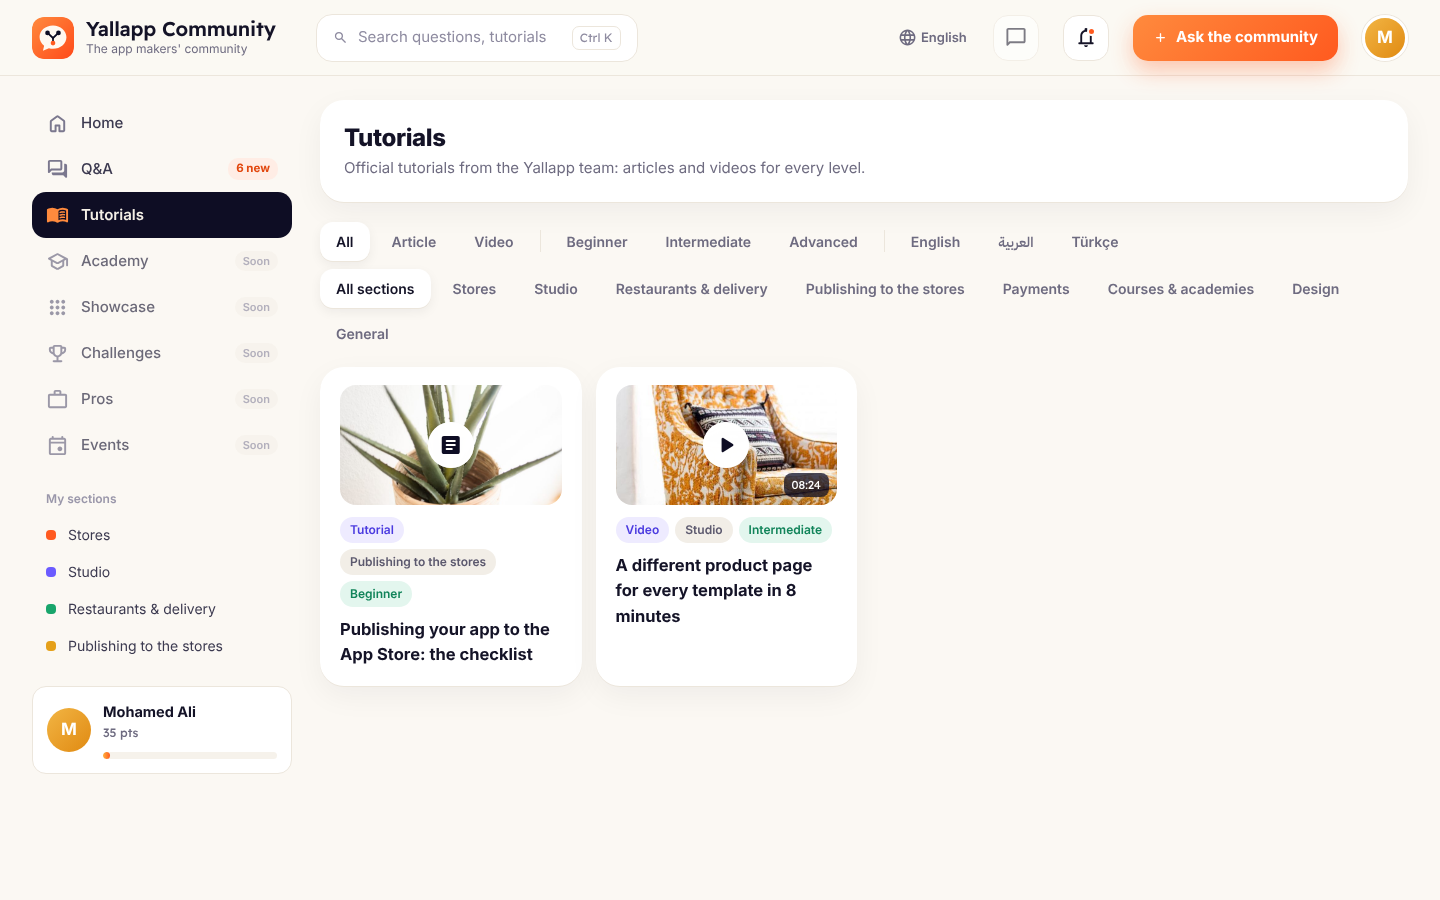 Yallapp Community
The app makers' community
Search questions, tutorials
Ctrl K
English
+ Ask the community
M
Home
Q&A
6 new
Tutorials
Academy
Soon
Showcase
Soon
Challenges
Soon
Pros
Soon
Events
Soon
My sections
Stores
Studio
Restaurants & delivery
Publishing to the stores
M
Mohamed Ali
35 pts
Tutorials
Official tutorials from the Yallapp team: articles and videos for every level.
All Article Video Beginner Intermediate Advanced English العربية Türkçe
All sections Stores Studio Restaurants & delivery Publishing to the stores Payments Courses & academies Design
General
Tutorial
Publishing to the stores
Beginner
Publishing your app to the
App Store: the checklist
08:24
Video Studio Intermediate
A different product page
for every template in 8
minutes